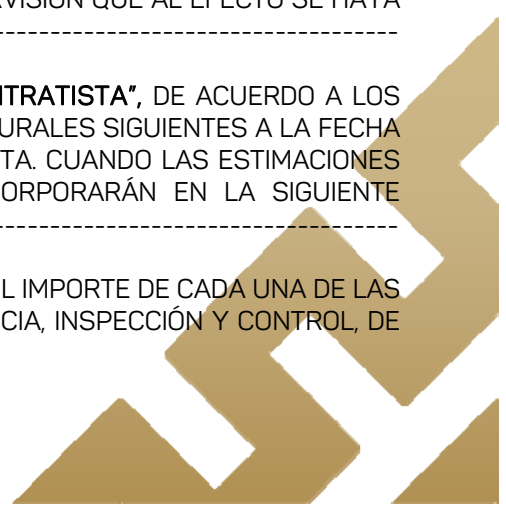 RVISIÓN QUE AL EFECTO SE HAYA
----------------------------------------
NTRATISTA”, DE ACUERDO A LOS
URALES SIGUIENTES A LA FECHA
TA. CUANDO LAS ESTIMACIONES
ORPORARÁN EN LA SIGUIENTE
----------------------------------------
L IMPORTE DE CADA UNA DE LAS
CIA, INSPECCIÓN Y CONTROL, DE